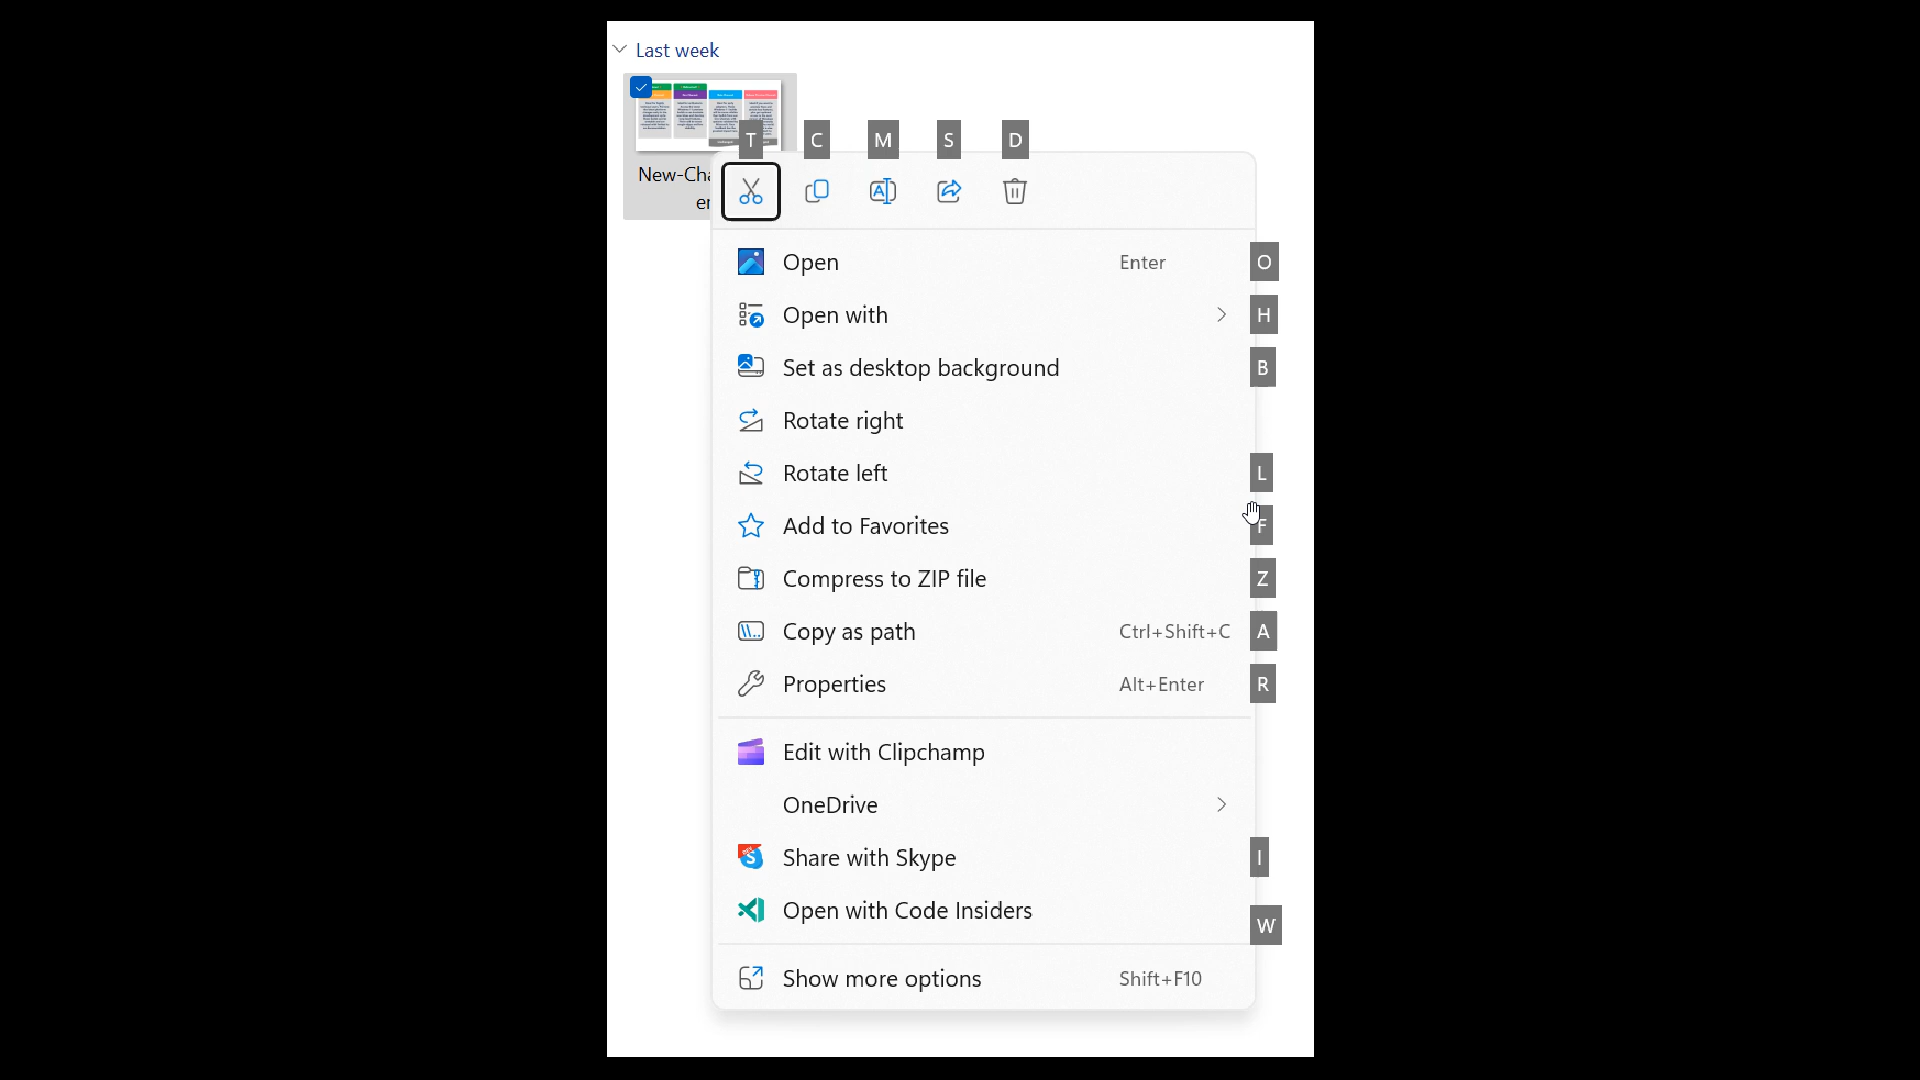 Last week
T C M S D
New-Cha
er
Open Enter O
Open with H
Set as desktop background B
Rotate right
Rotate left L
Add to Favorites F
Compress to ZIP file Z
Copy as path Ctrl+Shift+C A
Properties Alt+Enter R
Edit with Clipchamp
OneDrive
Share with Skype I
Open with Code Insiders W
Show more options Shift+F10